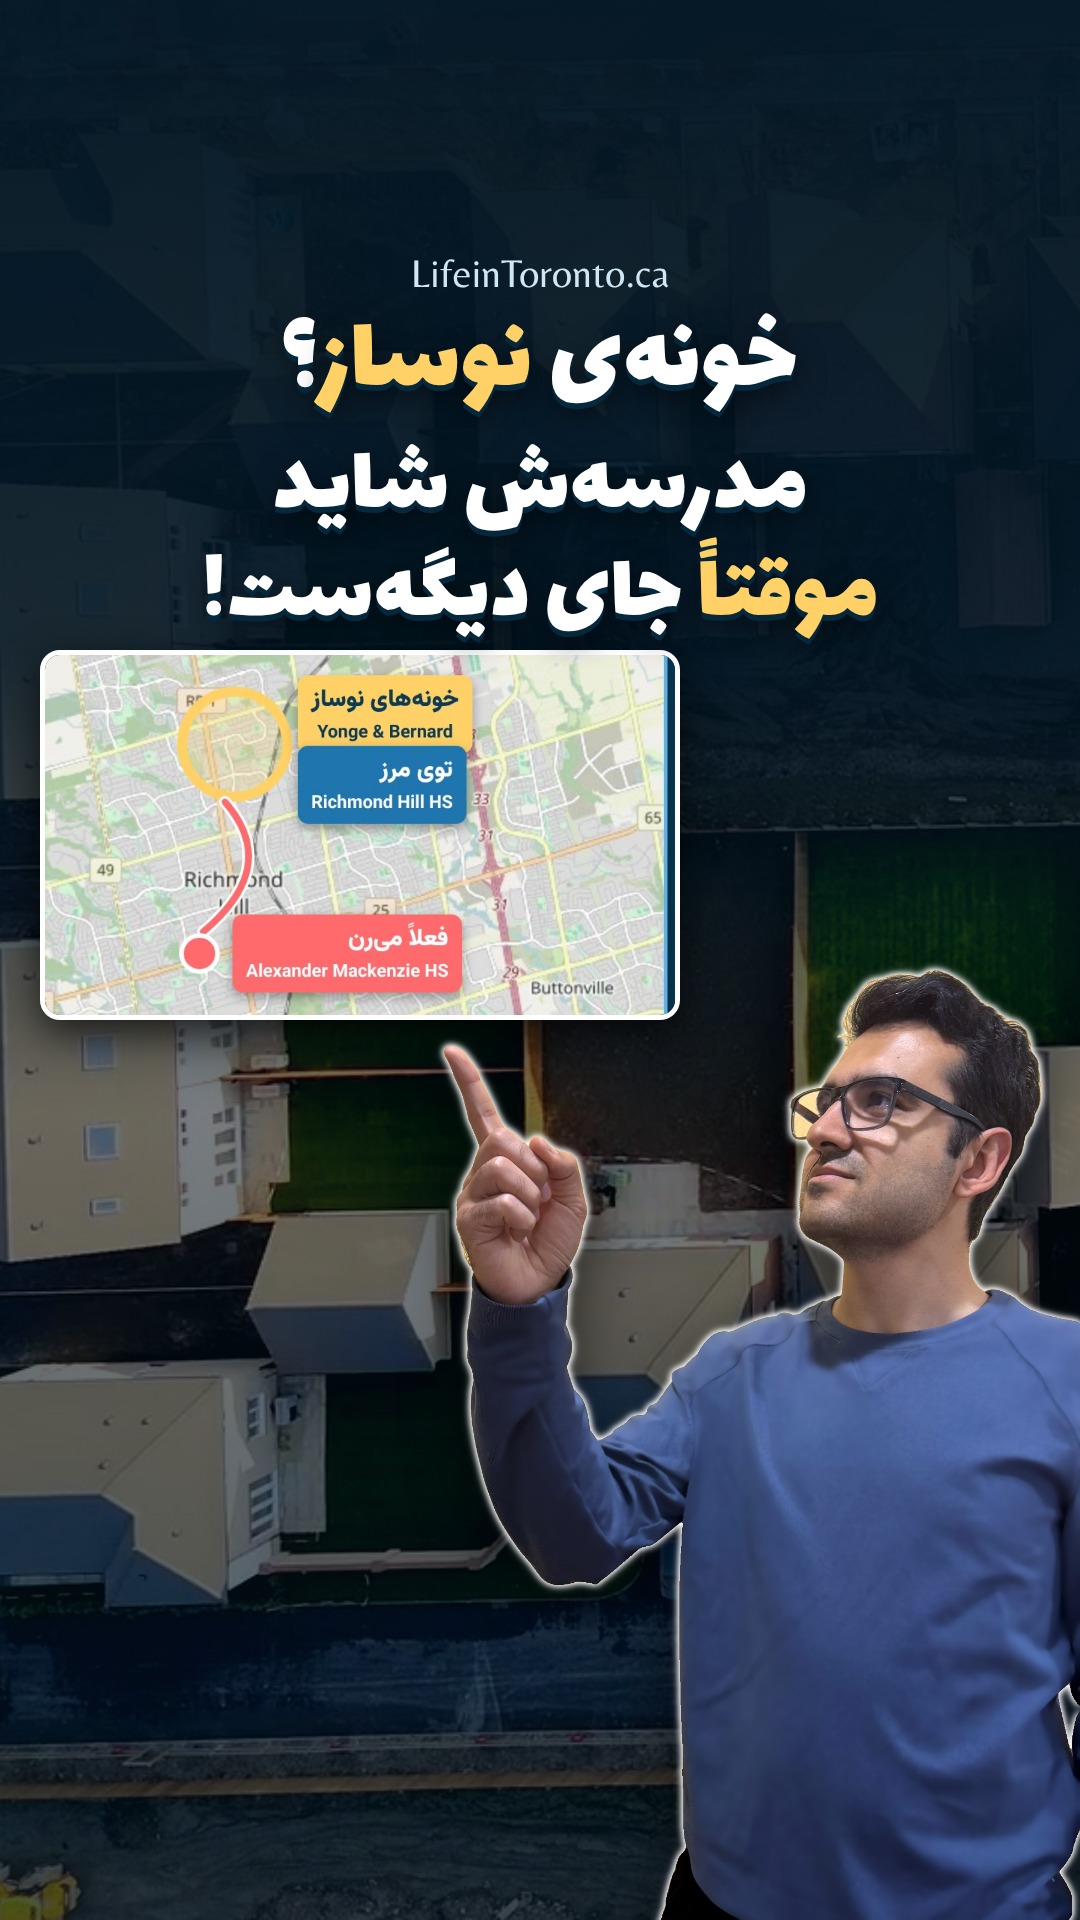 LifeinToronto.ca
خونه‌ی نوساز؟
مدرسه‌ش شاید
موقتاً جای دیگه‌ست!
خونه‌های نوساز
Yonge & Bernard
توی مرز
Richmond Hill HS
33
65
31
49
Richmond
Hill
31
25
فعلاً می‌رن
Alexander Mackenzie HS
29
Buttonville